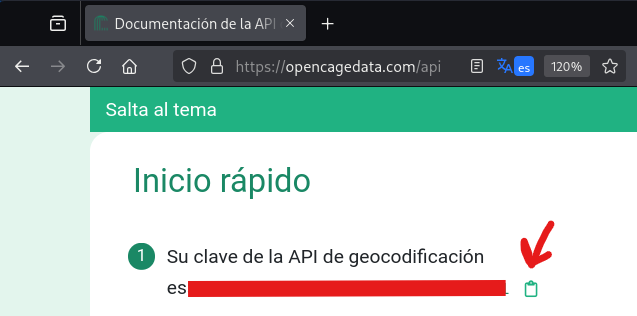 Documentación de la API
https://opencagedata.com/api
es
120%
Salta al tema
Inicio rápido
1 Su clave de la API de geocodificación
es